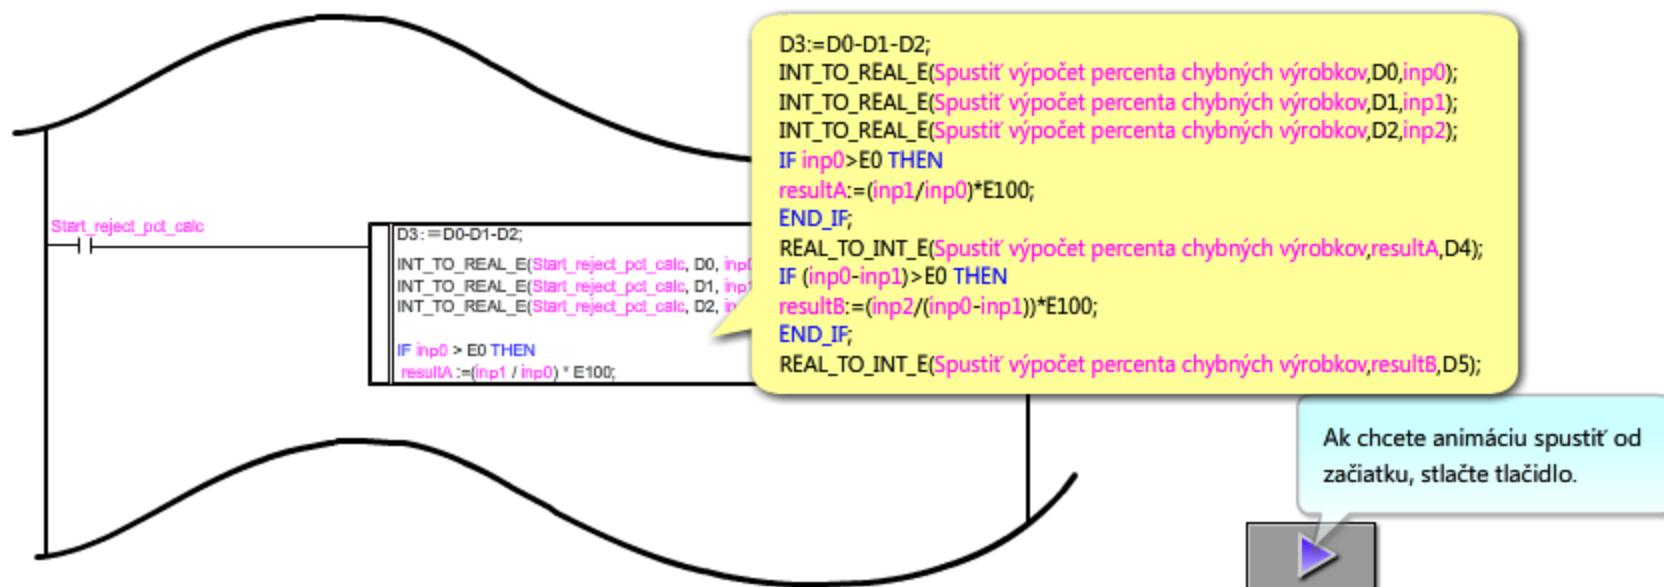 Start_reject_pct_calc
D3:=D0-D1-D2;
INT_TO_REAL_E(Start_reject_pct_calc, D0,
INT_TO_REAL_E(Start_reject_pct_calc, D1,
INT_TO_REAL_E(Start_reject_pct_calc, D2,
IF inp0 > E0 THEN
resultA :=(inp1 / inp0) * E100;
D3:=D0-D1-D2;
INT_TO_REAL_E(Spustiť výpočet percenta chybných výrobkov,D0,inp0);
INT_TO_REAL_E(Spustiť výpočet percenta chybných výrobkov,D1,inp1);
INT_TO_REAL_E(Spustiť výpočet percenta chybných výrobkov,D2,inp2);
IF inp0>E0 THEN
resultA:=(inp1/inp0)*E100;
END_IF;
REAL_TO_INT_E(Spustiť výpočet percenta chybných výrobkov,resultA,D4);
IF (inp0-inp1)>E0 THEN
resultB:=(inp2/(inp0-inp1))*E100;
END_IF;
REAL_TO_INT_E(Spustiť výpočet percenta chybných výrobkov,resultB,D5);
Ak chcete animáciu spustiť od
začiatku, stlačte tlačidlo.